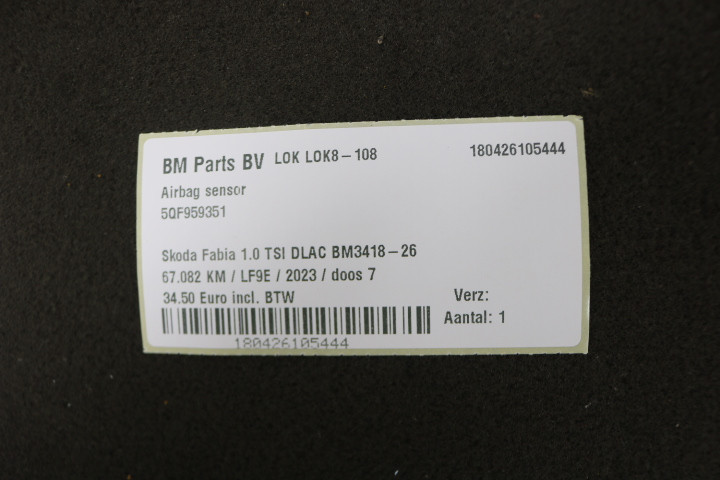 BM Parts BV LOK LOK8-108 180426105444
Airbag sensor
5QF959351
Skoda Fabia 1.0 TSI DLAC BM3418-26
67.082 KM / LF9E / 2023 / doos 7
34.50 Euro incl. BTW Verz:
Aantal: 1
180426105444